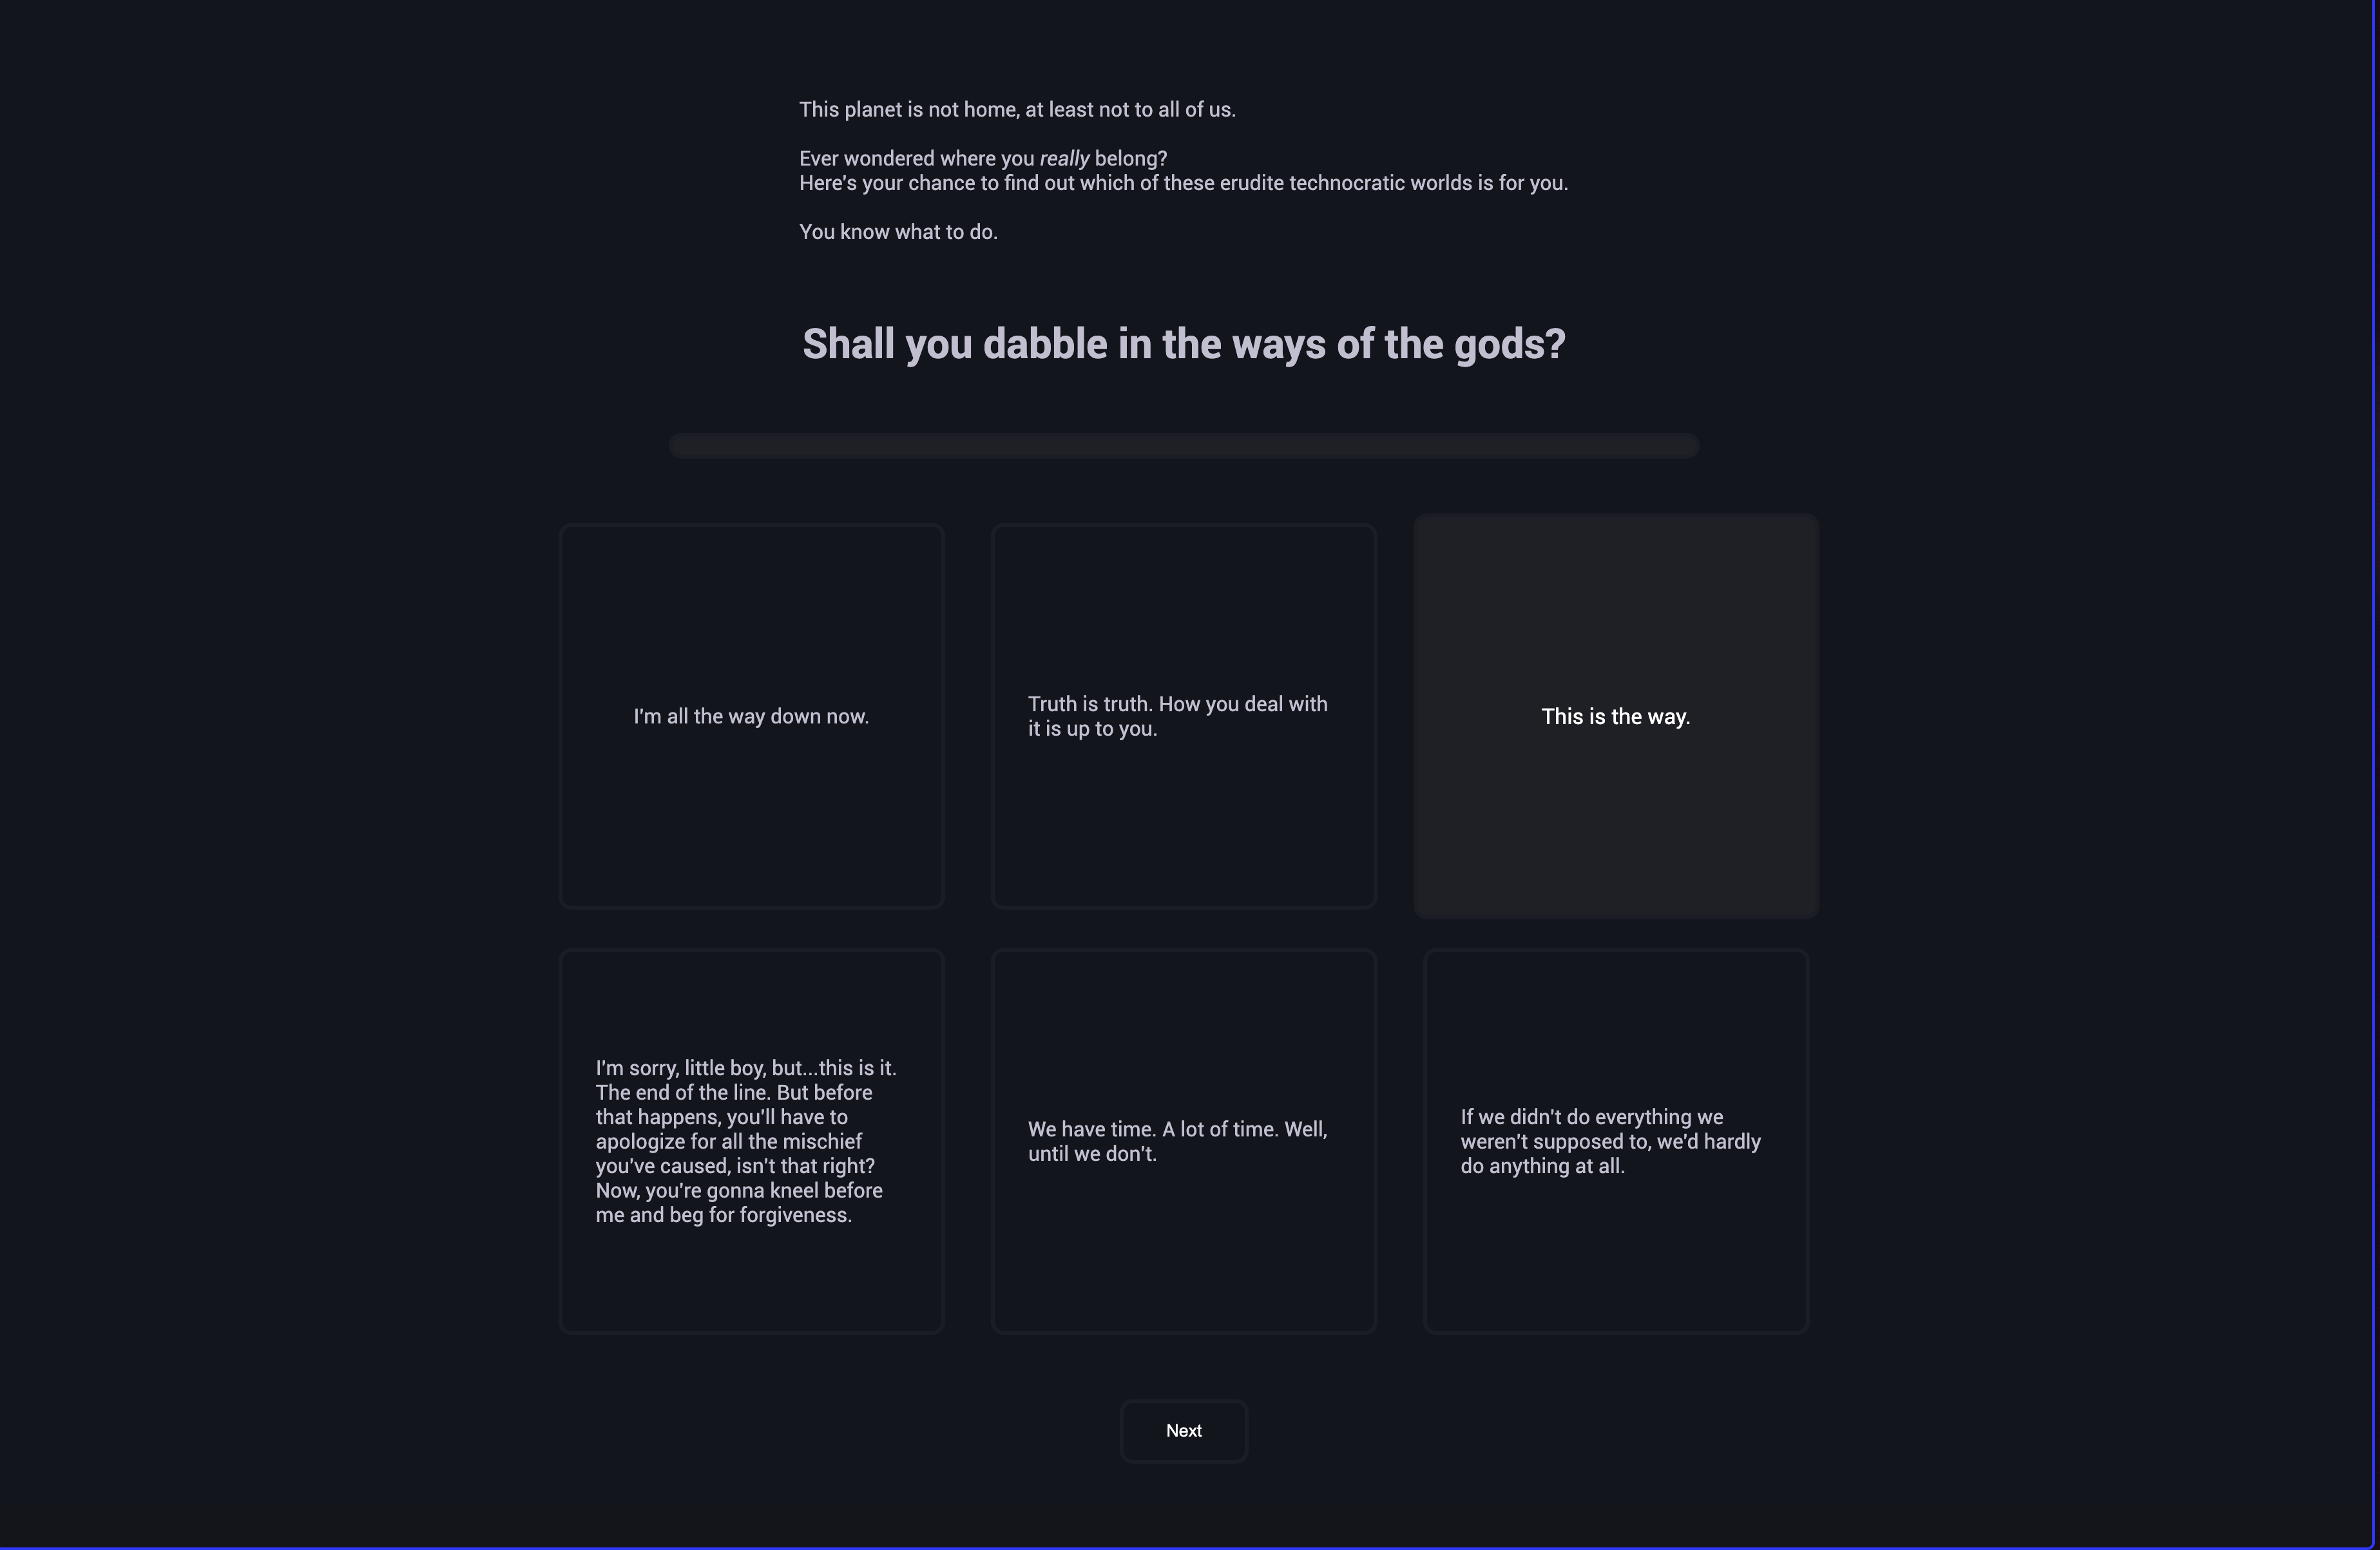 This planet is not home, at least not to all of us.
Ever wondered where you really belong?
Here's your chance to find out which of these erudite technocratic worlds is for you.
You know what to do.
Shall you dabble in the ways of the gods?
I'm all the way down now.
Truth is truth. How you deal with
it is up to you.
This is the way.
I'm sorry, little boy, but...this is it.
The end of the line. But before
that happens, you'll have to
apologize for all the mischief
you've caused, isn't that right?
Now, you're gonna kneel before
me and beg for forgiveness.
We have time. A lot of time. Well,
until we don't.
If we didn't do everything we
weren't supposed to, we'd hardly
do anything at all.
Next